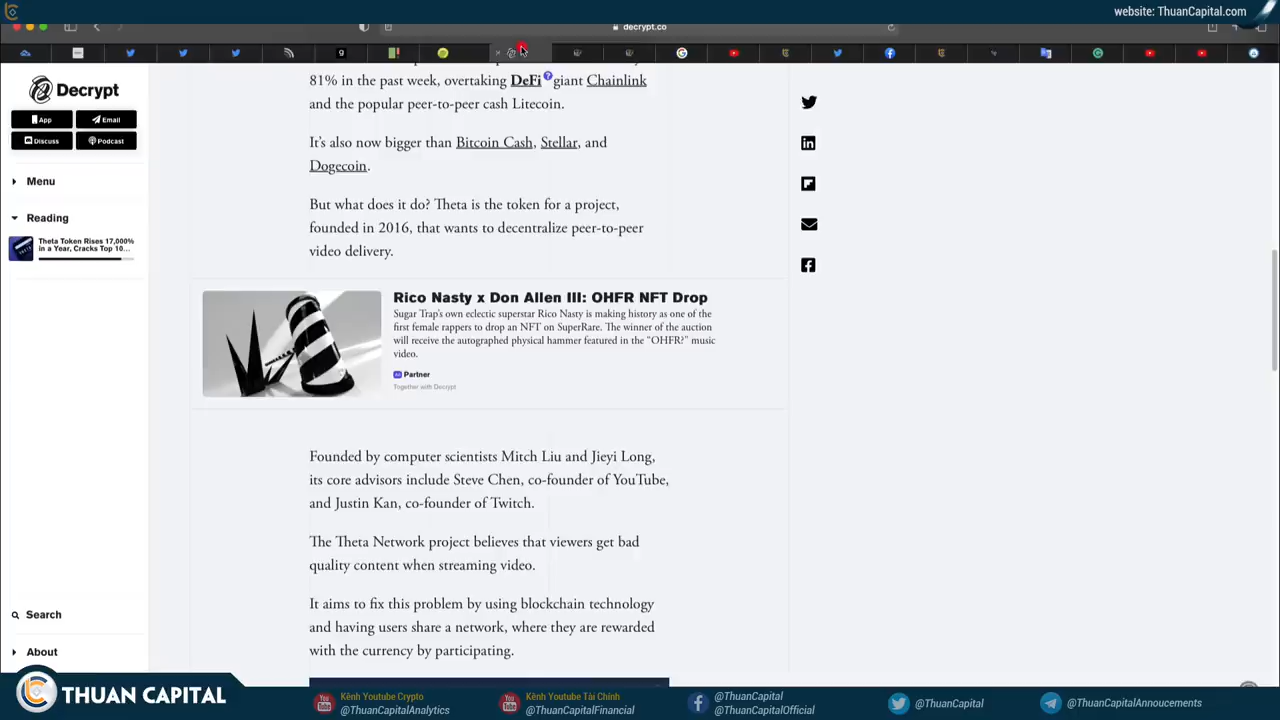 website: ThuanCapital.com
decrypt.co
Decrypt
App
Email
Discuss
Podcast
Menu
Reading
Theta Token Rises 17,000%
in a Year, Cracks Top 10...
Search
About
81% in the past week, overtaking DeFi giant Chainlink
and the popular peer-to-peer cash Litecoin.
It's also now bigger than Bitcoin Cash, Stellar, and
Dogecoin.
But what does it do? Theta is the token for a project,
founded in 2016, that wants to decentralize peer-to-peer
video delivery.
Rico Nasty x Don Allen III: OHFR NFT Drop
Sugar Trap's own eclectic superstar Rico Nasty is making history as one of the
first female rappers to drop an NFT on SuperRare. The winner of the auction
will receive the autographed physical hammer featured in the "OHFR?" music
video.
Ad Partner
Together with Decrypt
Founded by computer scientists Mitch Liu and Jieyi Long,
its core advisors include Steve Chen, co-founder of YouTube,
and Justin Kan, co-founder of Twitch.
The Theta Network project believes that viewers get bad
quality content when streaming video.
It aims to fix this problem by using blockchain technology
and having users share a network, where they are rewarded
with the currency by participating.
THUAN CAPITAL
Kênh Youtube Crypto
@ThuanCapitalAnalytics
Kênh Youtube Tài Chính
@ThuanCapitalFinancial
@ThuanCapital
@ThuanCapitalOfficial
@ThuanCapital
@ThuanCapitalAnnoucements